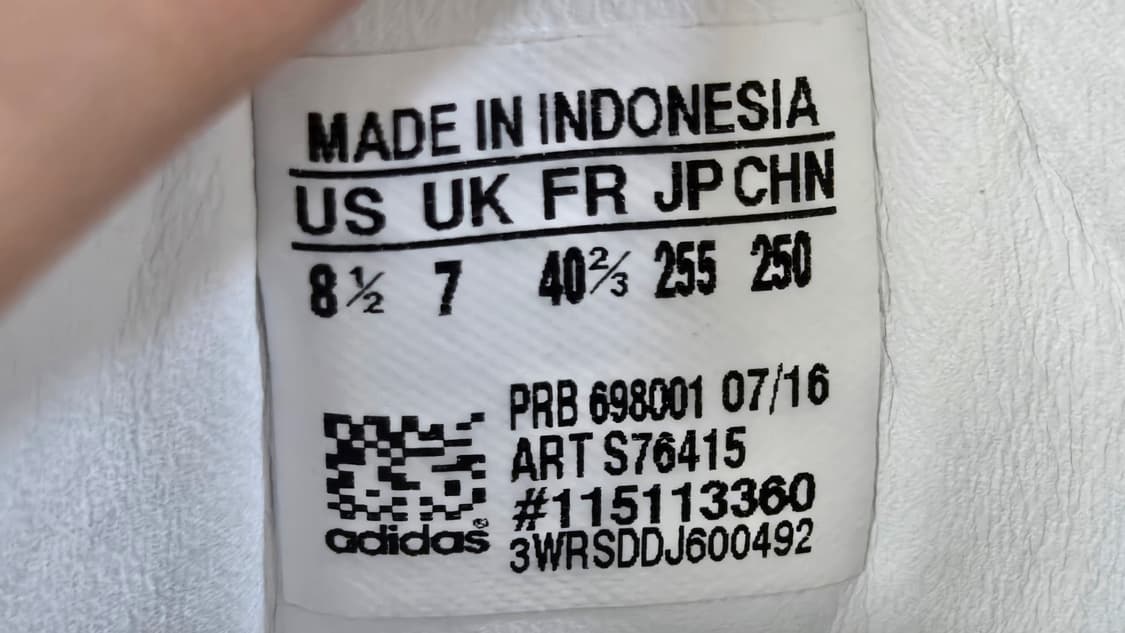 MADE IN INDONESIA
US UK FR JP CHN
8½ 7 40⅔ 255 250
PRB 698001 07/16
ART S76415
#115113360
3WRSDDJ600492
adidas®